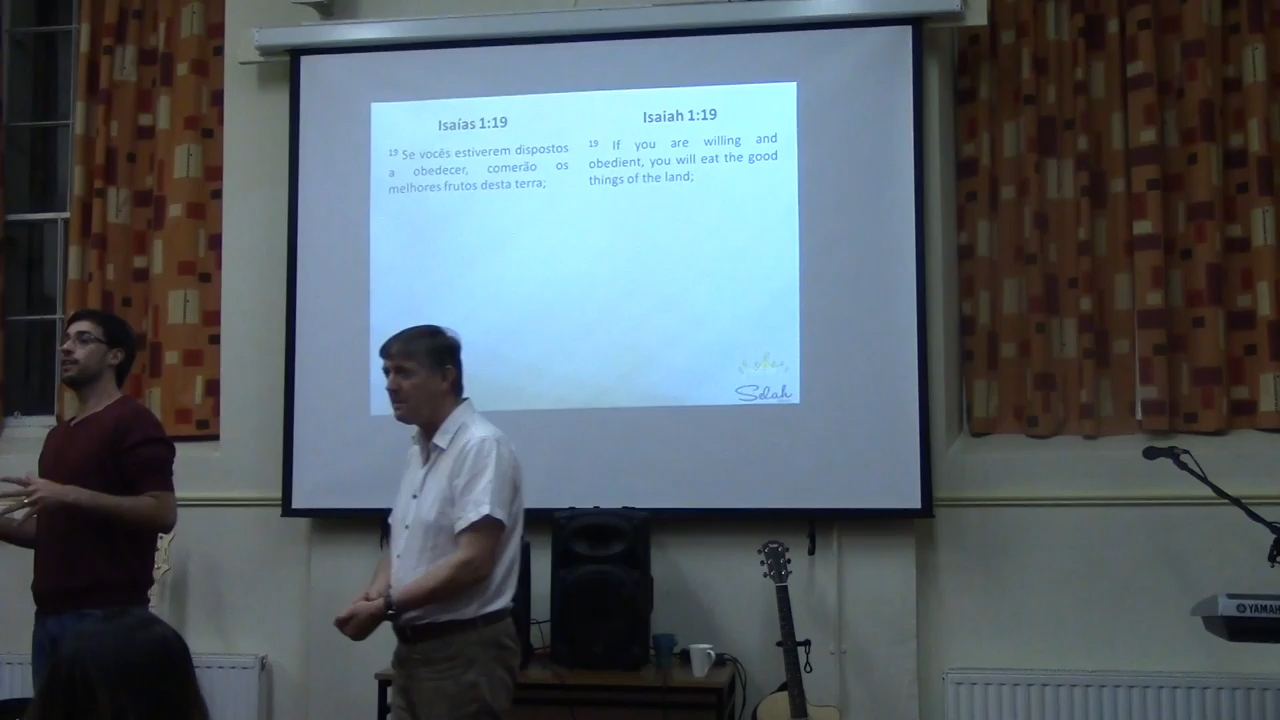 Isaías 1:19
19 Se vocês estiverem dispostos
a obedecer, comerão os
melhores frutos desta terra;
Isaiah 1:19
19 If you are willing and
obedient, you will eat the good
things of the land;
Selah
YAMAHA